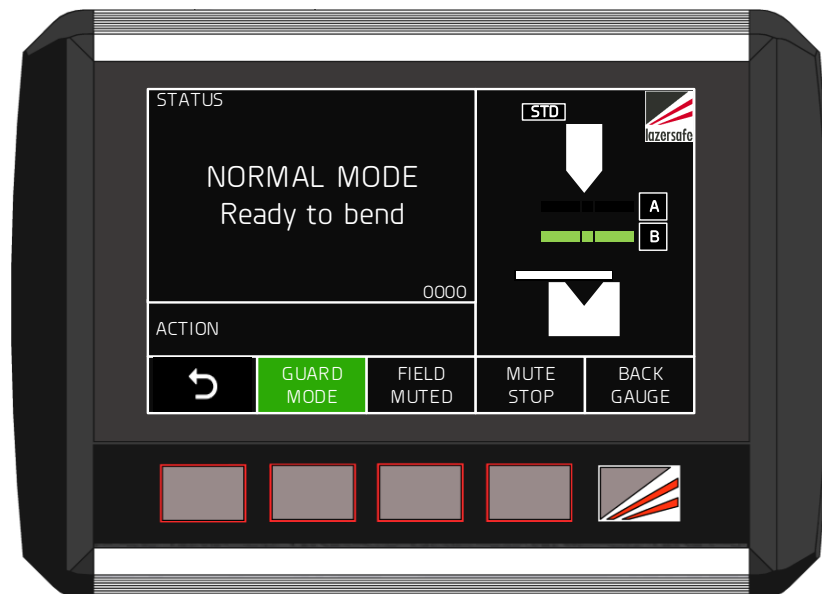 STATUS
NORMAL MODE
Ready to bend
0000
ACTION
STD
lazersafe
A
B
GUARD
MODE
FIELD
MUTED
MUTE
STOP
BACK
GAUGE